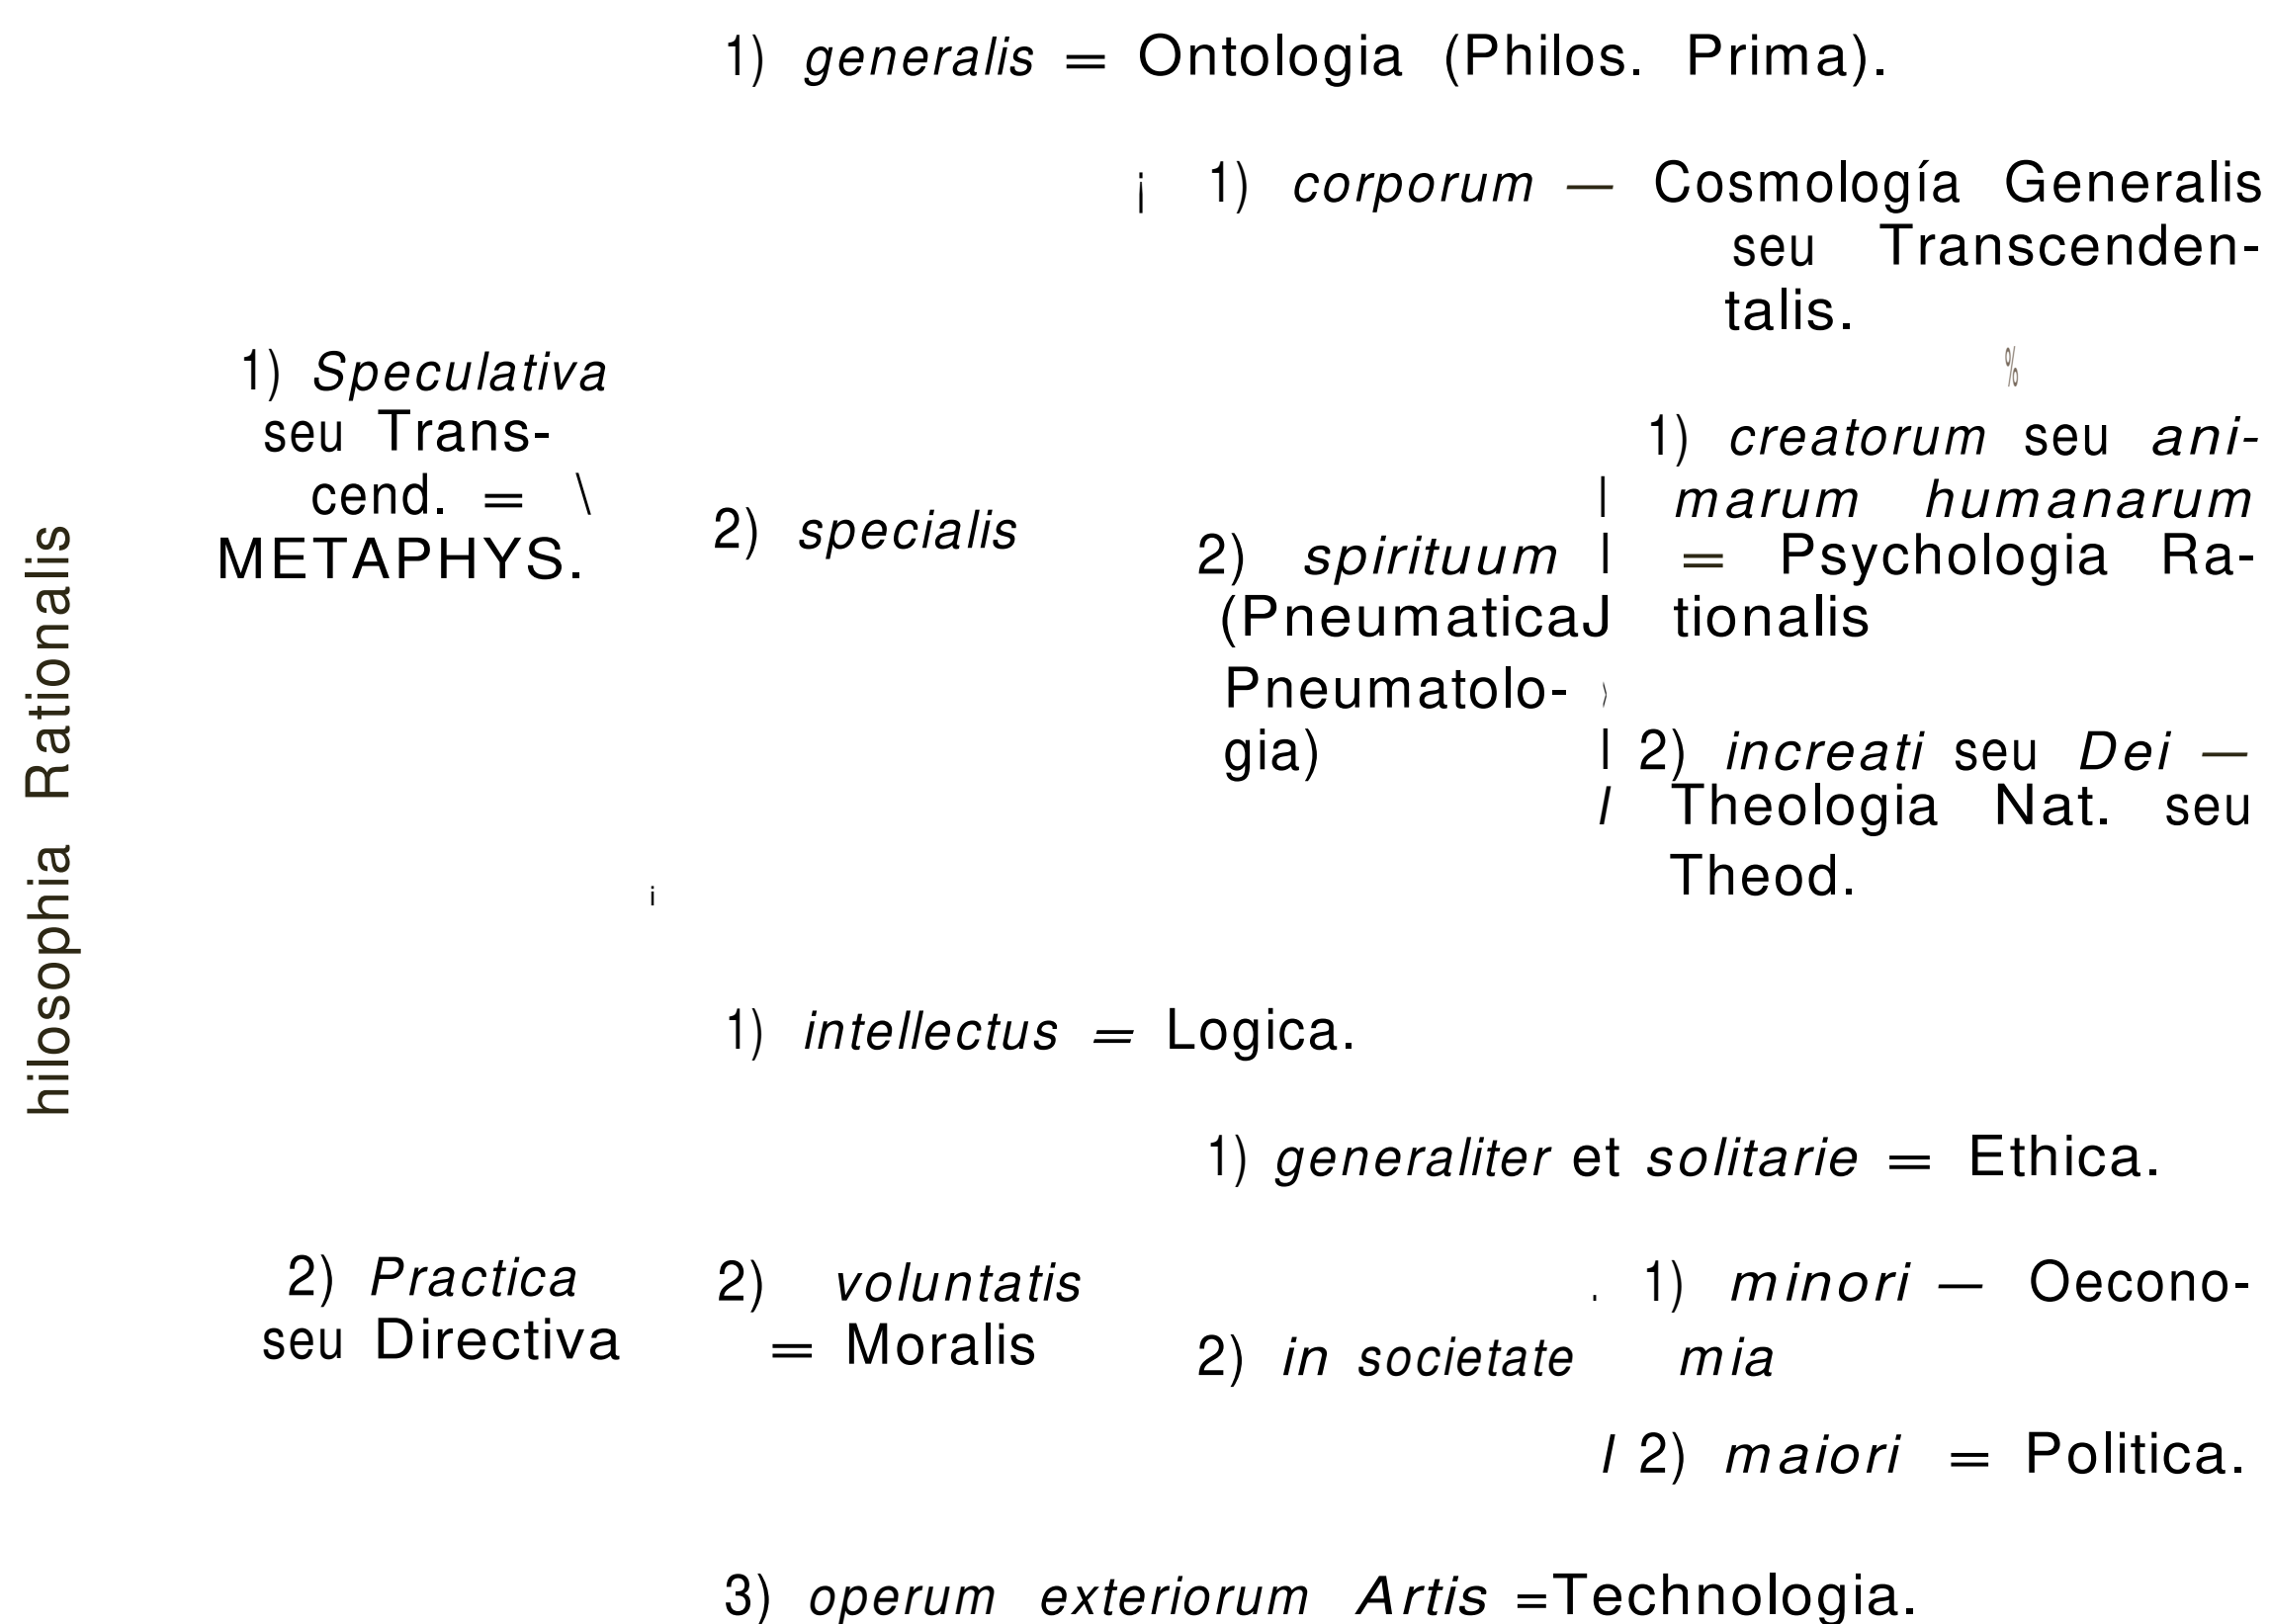 hilosophia Rationalis
1) generalis = Ontologia (Philos. Prima).
¡ 1) corporum — Cosmología Generalis
seu Transcenden-
talis.
%
1) Speculativa
seu Trans-
cend. = \
METAPHYS.
2) specialis
2) spirituum l
(PneumaticaJ
Pneumatolo- ›
gia)
1) creatorum seu ani-
| marum humanarum
= Psychologia Ra-
tionalis
l 2) increati seu Dei —
l Theologia Nat. seu
Theod.
i
1) intellectus = Logica.
1) generaliter et solitarie = Ethica.
2) Practica
seu Directiva
2) voluntatis
= Moralis
2) in societate
. 1) minori — Oecono-
mia
l 2) maiori = Politica.
3) operum exteriorum Artis =Technologia.